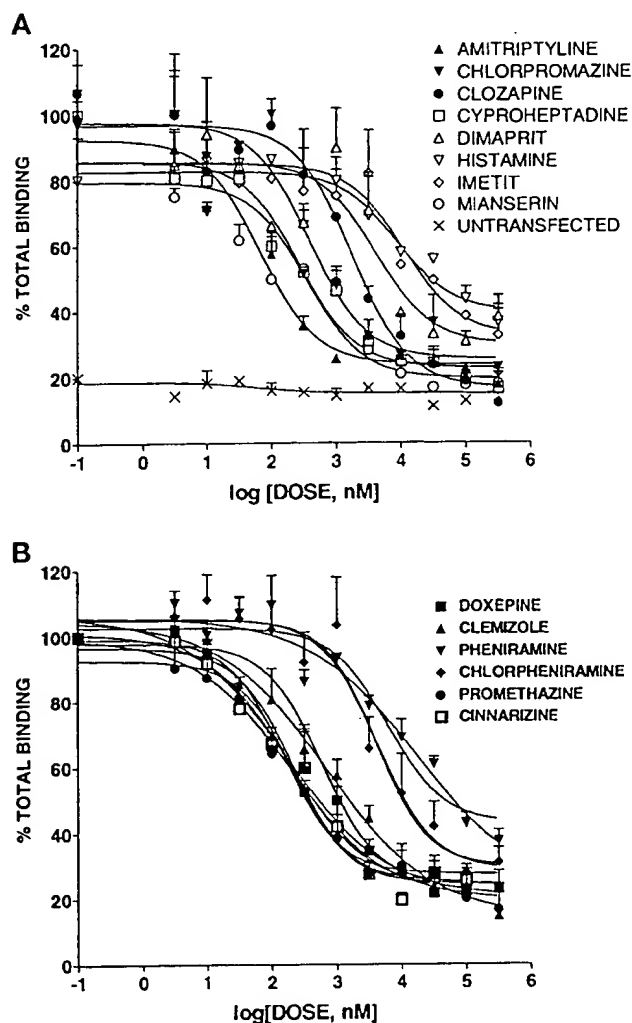 A
120
100
80
60
40
20
0
% TOTAL BINDING
-1
0
1
2
3
4
5
6
log [DOSE, nM]
AMITRIPTYLINE
CHLORPROMAZINE
CLOZAPINE
CYPROHEPTADINE
DIMAPRIT
HISTAMINE
IMETIT
MIANSERIN
UNTRANSFECTED
B
120
100
80
60
40
20
0
% TOTAL BINDING
-1
0
1
2
3
4
5
6
log[DOSE, nM]
DOXEPINE
CLEMIZOLE
PHENIRAMINE
CHLORPHENIRAMINE
PROMETHAZINE
CINNARIZINE